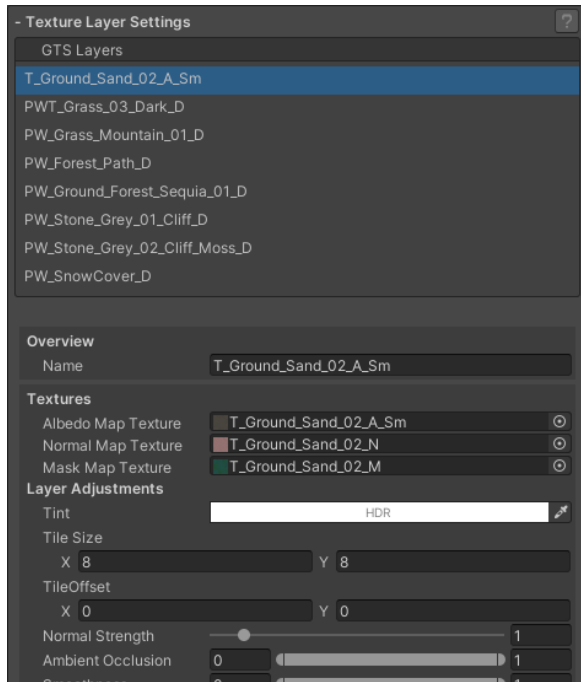 - Texture Layer Settings ?
GTS Layers
T_Ground_Sand_02_A_Sm
PWT_Grass_03_Dark_D
PW_Grass_Mountain_01_D
PW_Forest_Path_D
PW_Ground_Forest_Sequia_01_D
PW_Stone_Grey_01_Cliff_D
PW_Stone_Grey_02_Cliff_Moss_D
PW_SnowCover_D
Overview
Name T_Ground_Sand_02_A_Sm
Textures
Albedo Map Texture T_Ground_Sand_02_A_Sm
Normal Map Texture T_Ground_Sand_02_N
Mask Map Texture T_Ground_Sand_02_M
Layer Adjustments
Tint HDR
Tile Size
X 8 Y 8
TileOffset
X 0 Y 0
Normal Strength 1
Ambient Occlusion 0 1